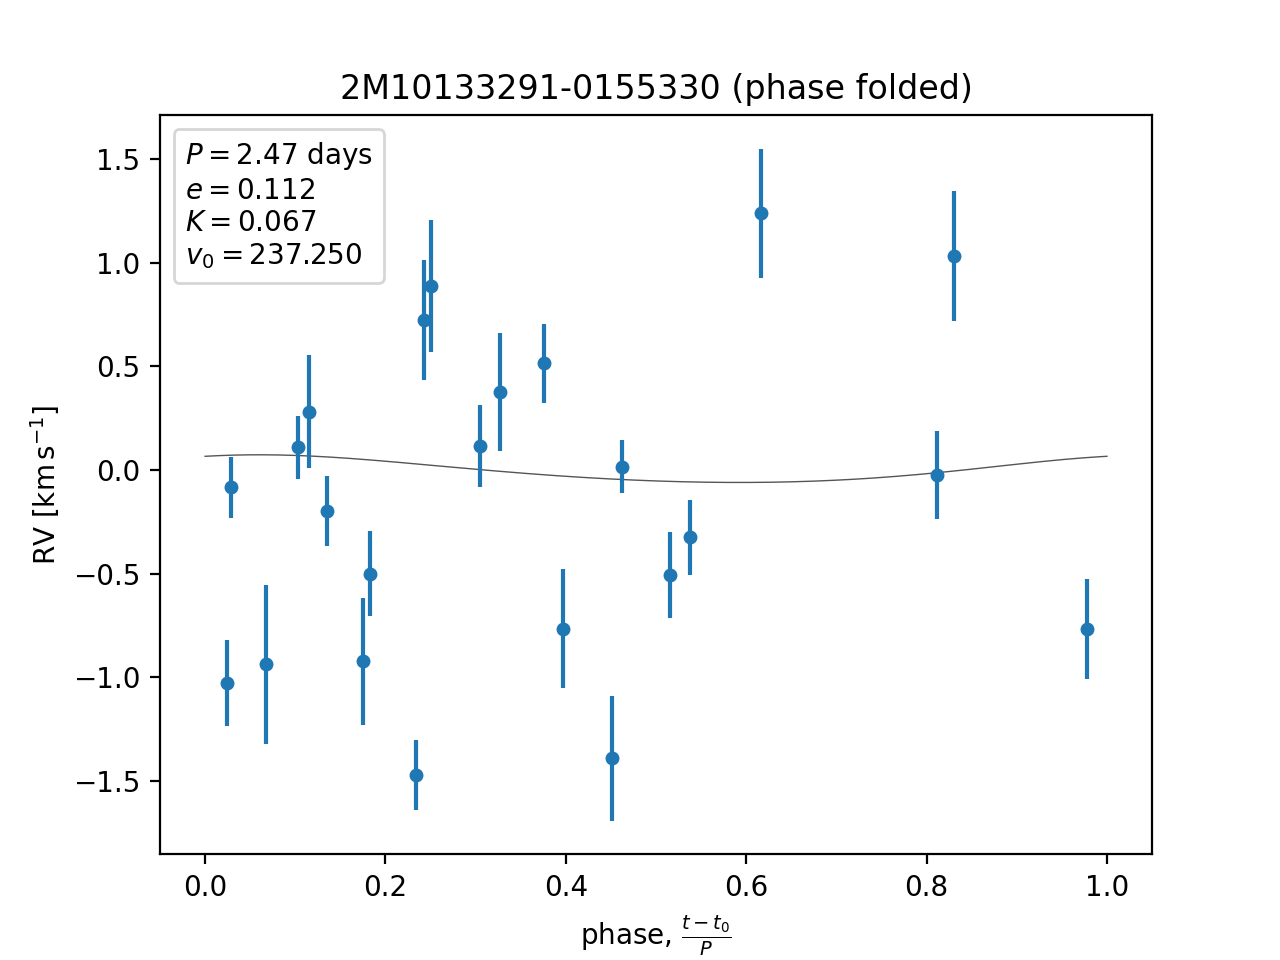 2M10133291-0155330 (phase folded)
P = 2.47 days
e = 0.112
K = 0.067
v₀ = 237.250
1.5
1.0
0.5
0.0
−0.5
−1.0
−1.5
RV [km s⁻¹]
0.0 0.2 0.4 0.6 0.8 1.0
phase, (t − t₀)/P